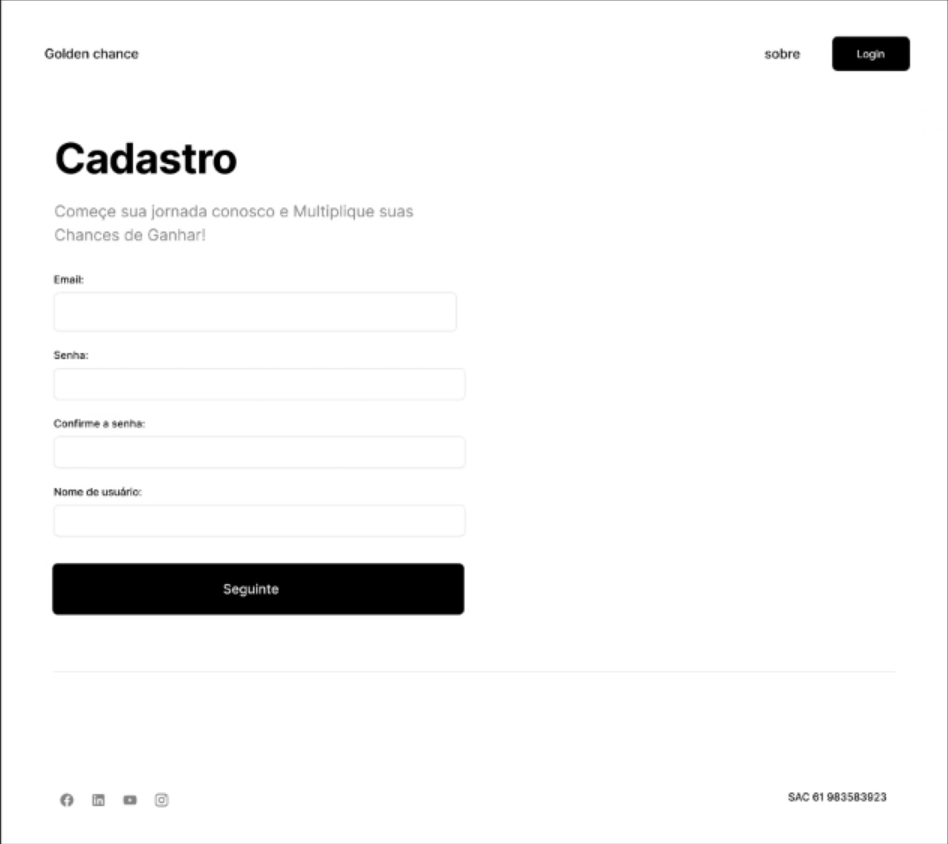 Golden chance
sobre
Login
Cadastro
Começe sua jornada conosco e Multiplique suas
Chances de Ganhar!
Email:
Senha:
Confirme a senha:
Nome de usuário:
Seguinte
SAC 61 983583923